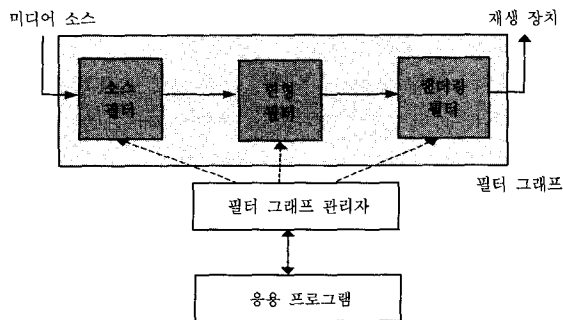 미디어 소스
재생 장치
소스
필터
변형
필터
렌더링
필터
필터 그래프
필터 그래프 관리자
응용 프로그램